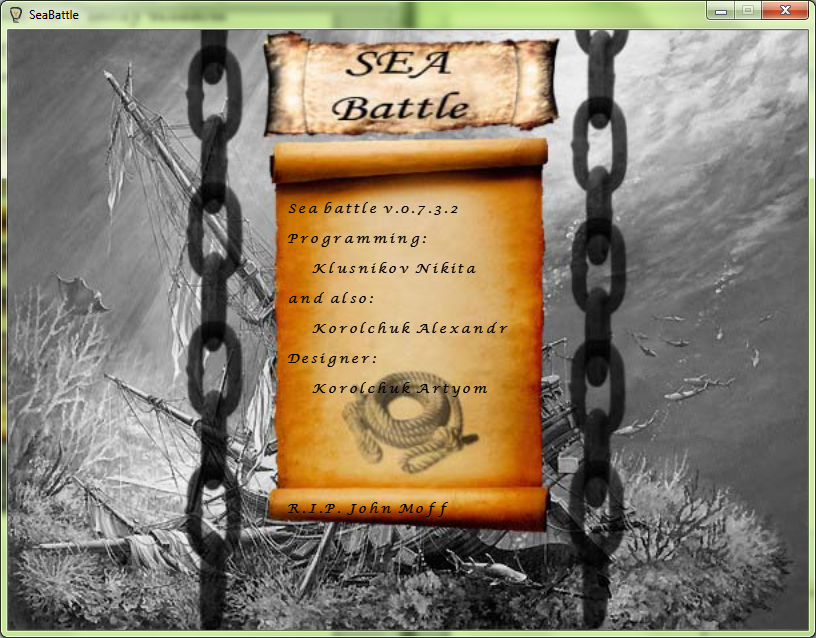 SeaBattle
SEA
Battle
Sea battle v.0.7.3.2
Programming:
Klusnikov Nikita
and also:
Korolchuk Alexandr
Designer:
Korolchuk Artyom
R.I.P. John Moff